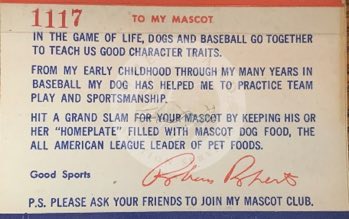 1117
TO MY MASCOT
IN THE GAME OF LIFE, DOGS AND BASEBALL GO TOGETHER
TO TEACH US GOOD CHARACTER TRAITS.
FROM MY EARLY CHILDHOOD THROUGH MY MANY YEARS IN
BASEBALL MY DOG HAS HELPED ME TO PRACTICE TEAM
PLAY AND SPORTSMANSHIP.
HIT A GRAND SLAM FOR YOUR MASCOT BY KEEPING HIS OR
HER "HOMEPLATE" FILLED WITH MASCOT DOG FOOD, THE
ALL AMERICAN LEAGUE LEADER OF PET FOODS.
Good Sports
P.S. PLEASE ASK YOUR FRIENDS TO JOIN MY MASCOT CLUB.